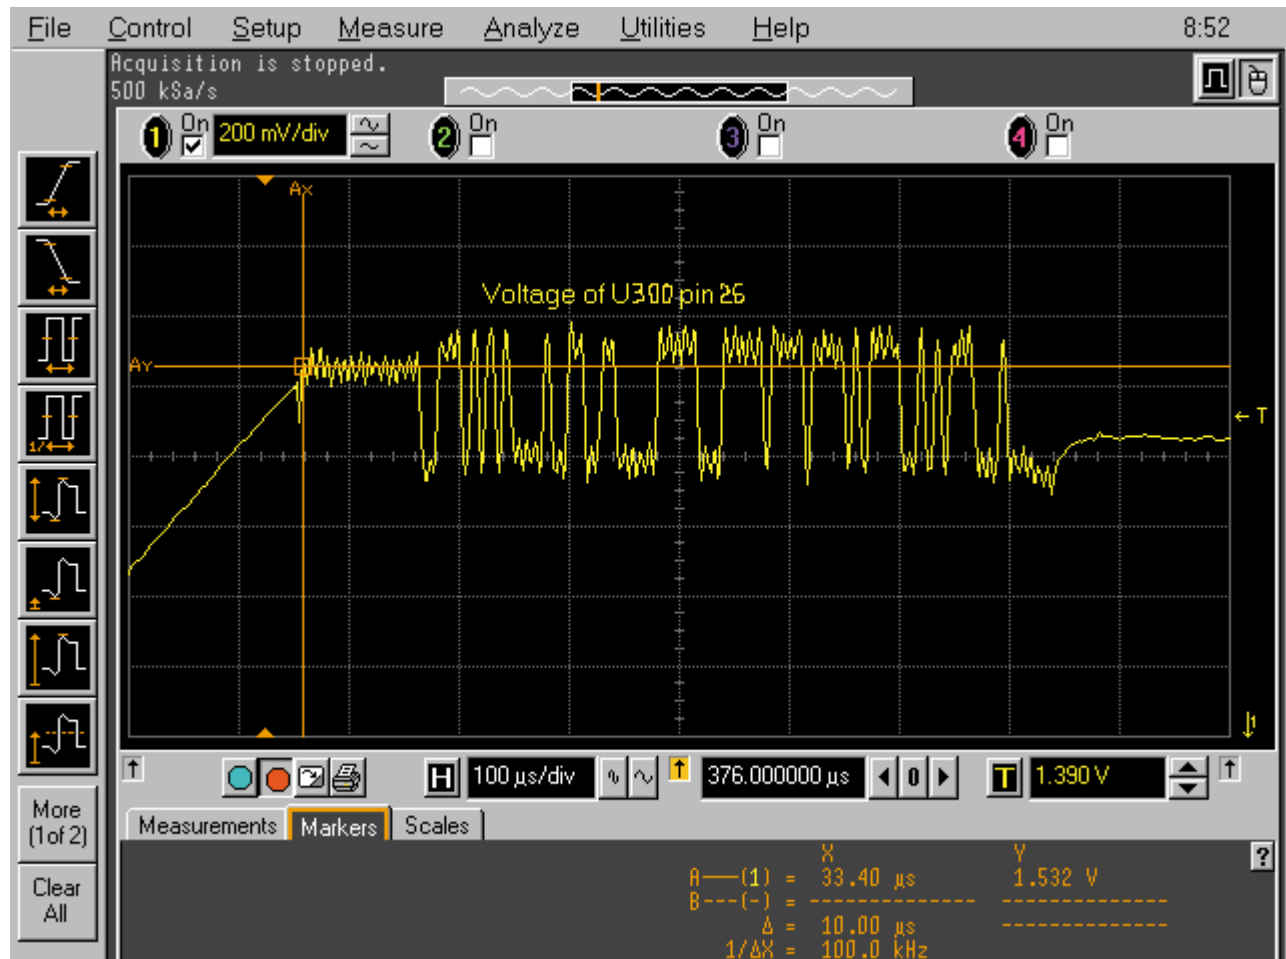 File Control Setup Measure Analyze Utilities Help 8:52
Acquisition is stopped.
500 kSa/s
1 On 200 mV/div 2 On 3 On 4 On
Ax
Voltage of U300 pin 26
Ay
T
1/
1
H 100 µs/div 376.000000 µs 0 T 1.390 V
More
(1of 2)
Clear
All
Measurements Markers Scales
X Y ?
A——(1) = 33.40 µs 1.532 V
B---(-) = --------------- ---------------
Δ = 10.00 µs ---------------
1/ΔX = 100.0 kHz